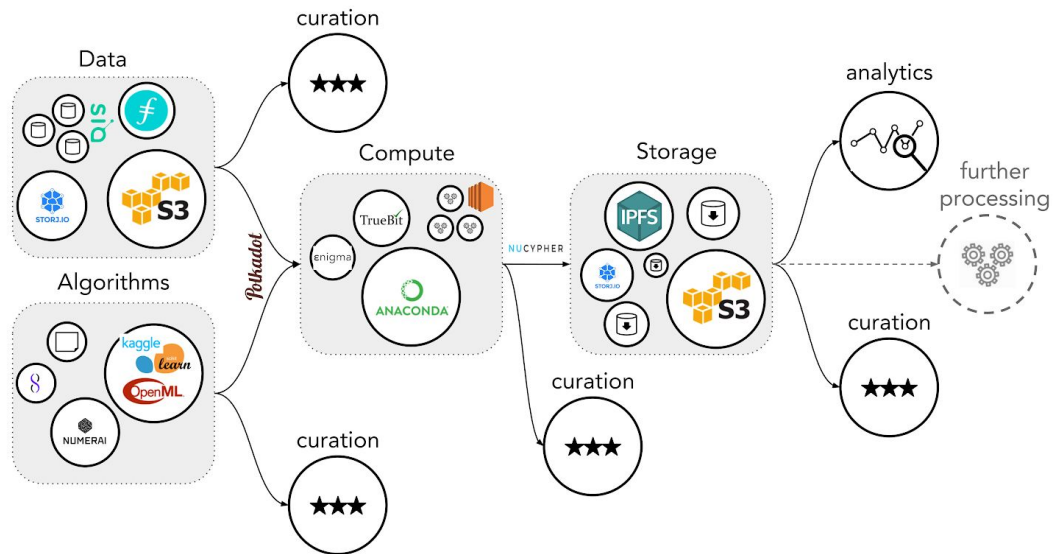 curation
Data
SIA
STORJ.IO
S3
Compute
TrueBit
enigma
ANACONDA
Polkadot
Storage
IPFS
STORJ.IO
S3
NUCYPHER
analytics
further
processing
Algorithms
kaggle
learn
OpenML
NUMERAI
curation
curation
curation